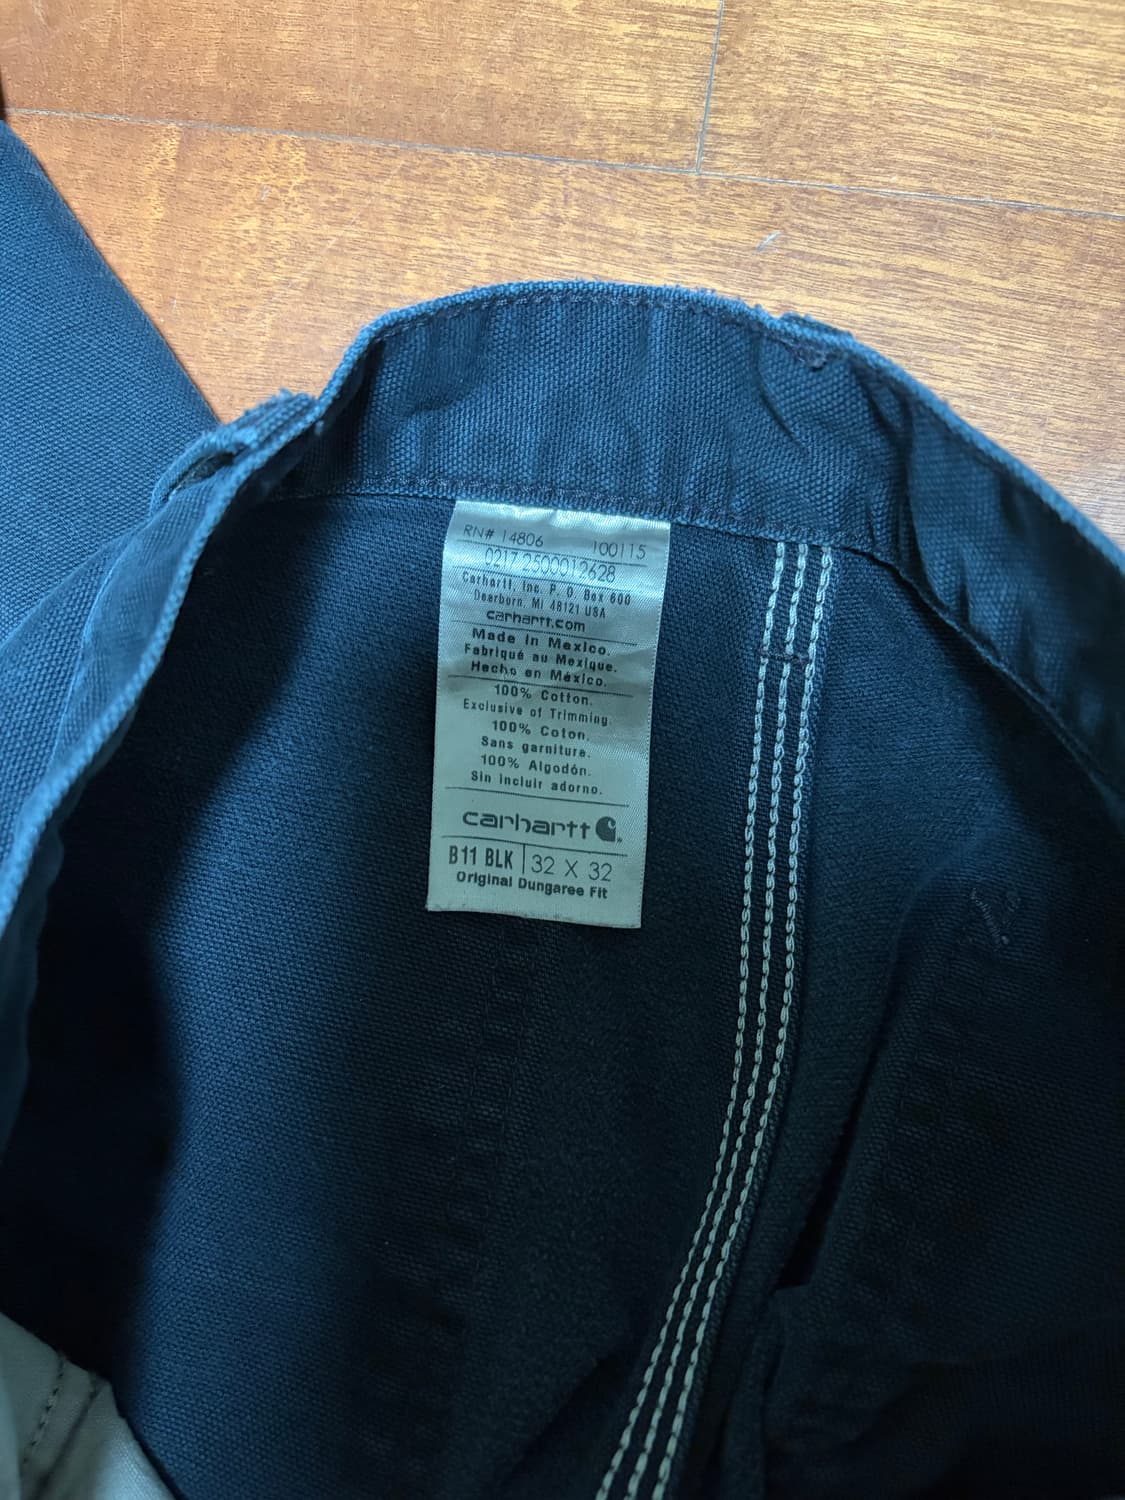 RN# 14806 100115
0217 2500012628
Carhartt, Inc. P. O. Box 600
Dearborn, MI 48121 USA
carhartt.com
Made in Mexico.
Fabriqué au Mexique.
Hecho en México.
100% Cotton.
Exclusive of Trimming.
100% Coton.
Sans garniture.
100% Algodón.
Sin incluir adorno.
carhartt
B11 BLK 32 X 32
Original Dungaree Fit